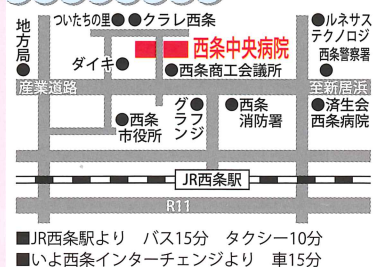 ついたちの里●
●クラレ西条
●ルネサス
テクノロジ
地方局●
西条中央病院
西条警察署●
ダイキ●
●西条商工会議所
産業道路
至新居浜
●西条
市役所
グランフジ●
●西条
消防署
●済生会
西条病院
JR西条駅
R11
■JR西条駅より バス15分 タクシー10分
■いよ西条インターチェンジより 車15分